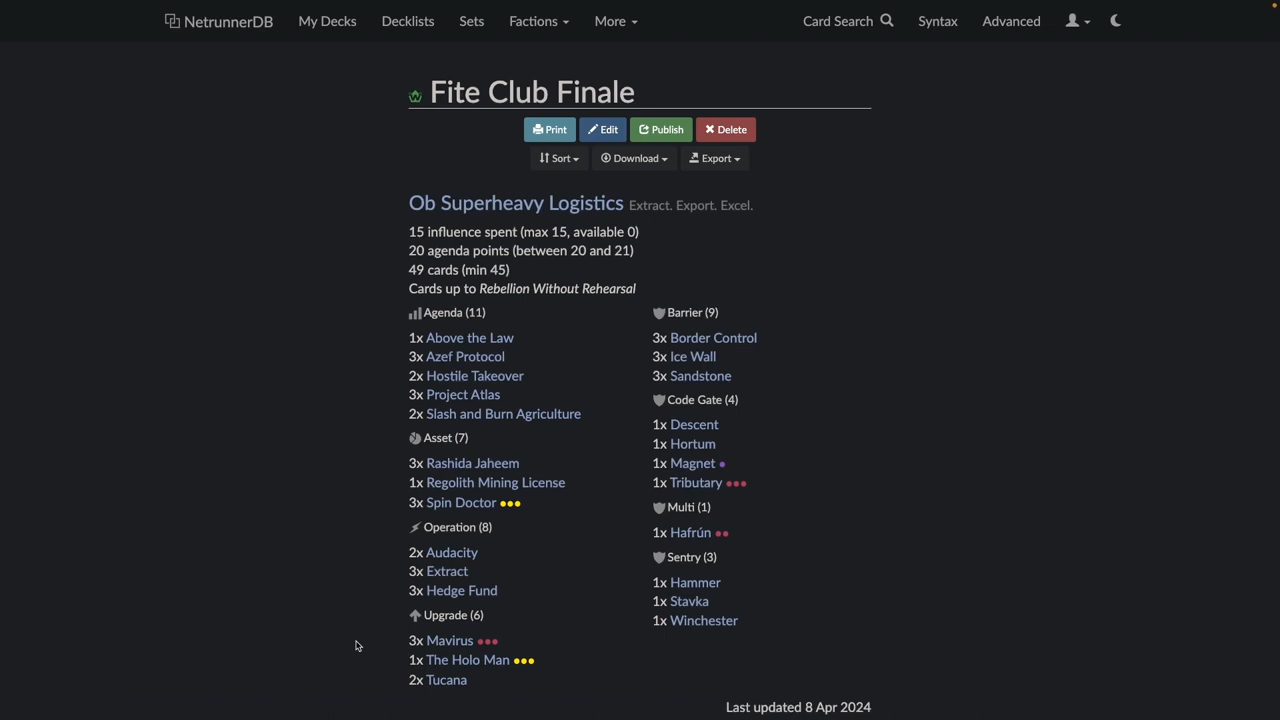 NetrunnerDB My Decks Decklists Sets Factions More Card Search Syntax Advanced
Fite Club Finale
Print Edit Publish Delete
Sort Download Export
Ob Superheavy Logistics Extract. Export. Excel.
15 influence spent (max 15, available 0)
20 agenda points (between 20 and 21)
49 cards (min 45)
Cards up to Rebellion Without Rehearsal
Agenda (11)
1x Above the Law
3x Azef Protocol
2x Hostile Takeover
3x Project Atlas
2x Slash and Burn Agriculture
Asset (7)
3x Rashida Jaheem
1x Regolith Mining License
3x Spin Doctor
Operation (8)
2x Audacity
3x Extract
3x Hedge Fund
Upgrade (6)
3x Mavirus
1x The Holo Man
2x Tucana
Barrier (9)
3x Border Control
3x Ice Wall
3x Sandstone
Code Gate (4)
1x Descent
1x Hortum
1x Magnet
1x Tributary
Multi (1)
1x Hafrún
Sentry (3)
1x Hammer
1x Stavka
1x Winchester
Last updated 8 Apr 2024